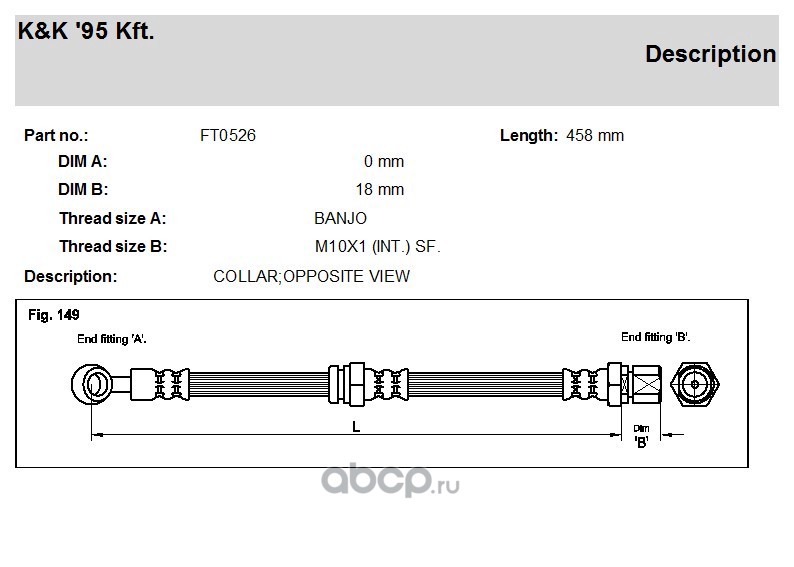 K&K '95 Kft.
Description
Part no.: FT0526 Length: 458 mm
DIM A: 0 mm
DIM B: 18 mm
Thread size A: BANJO
Thread size B: M10X1 (INT.) SF.
Description: COLLAR;OPPOSITE VIEW
Fig. 149
End fitting 'A'. End fitting 'B'.
L
Dim
'B'
abcp.ru